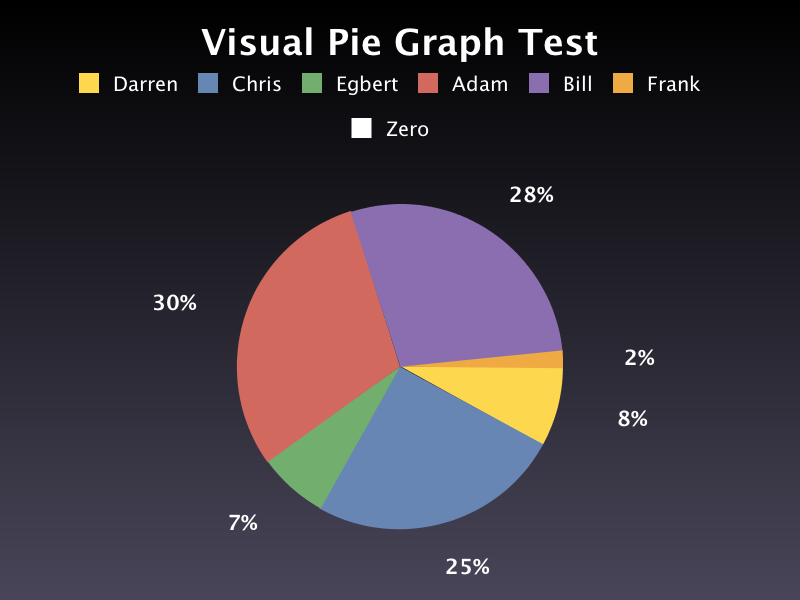 Visual Pie Graph Test
Darren Chris Egbert Adam Bill Frank
Zero
28%
30%
2%
8%
7%
25%